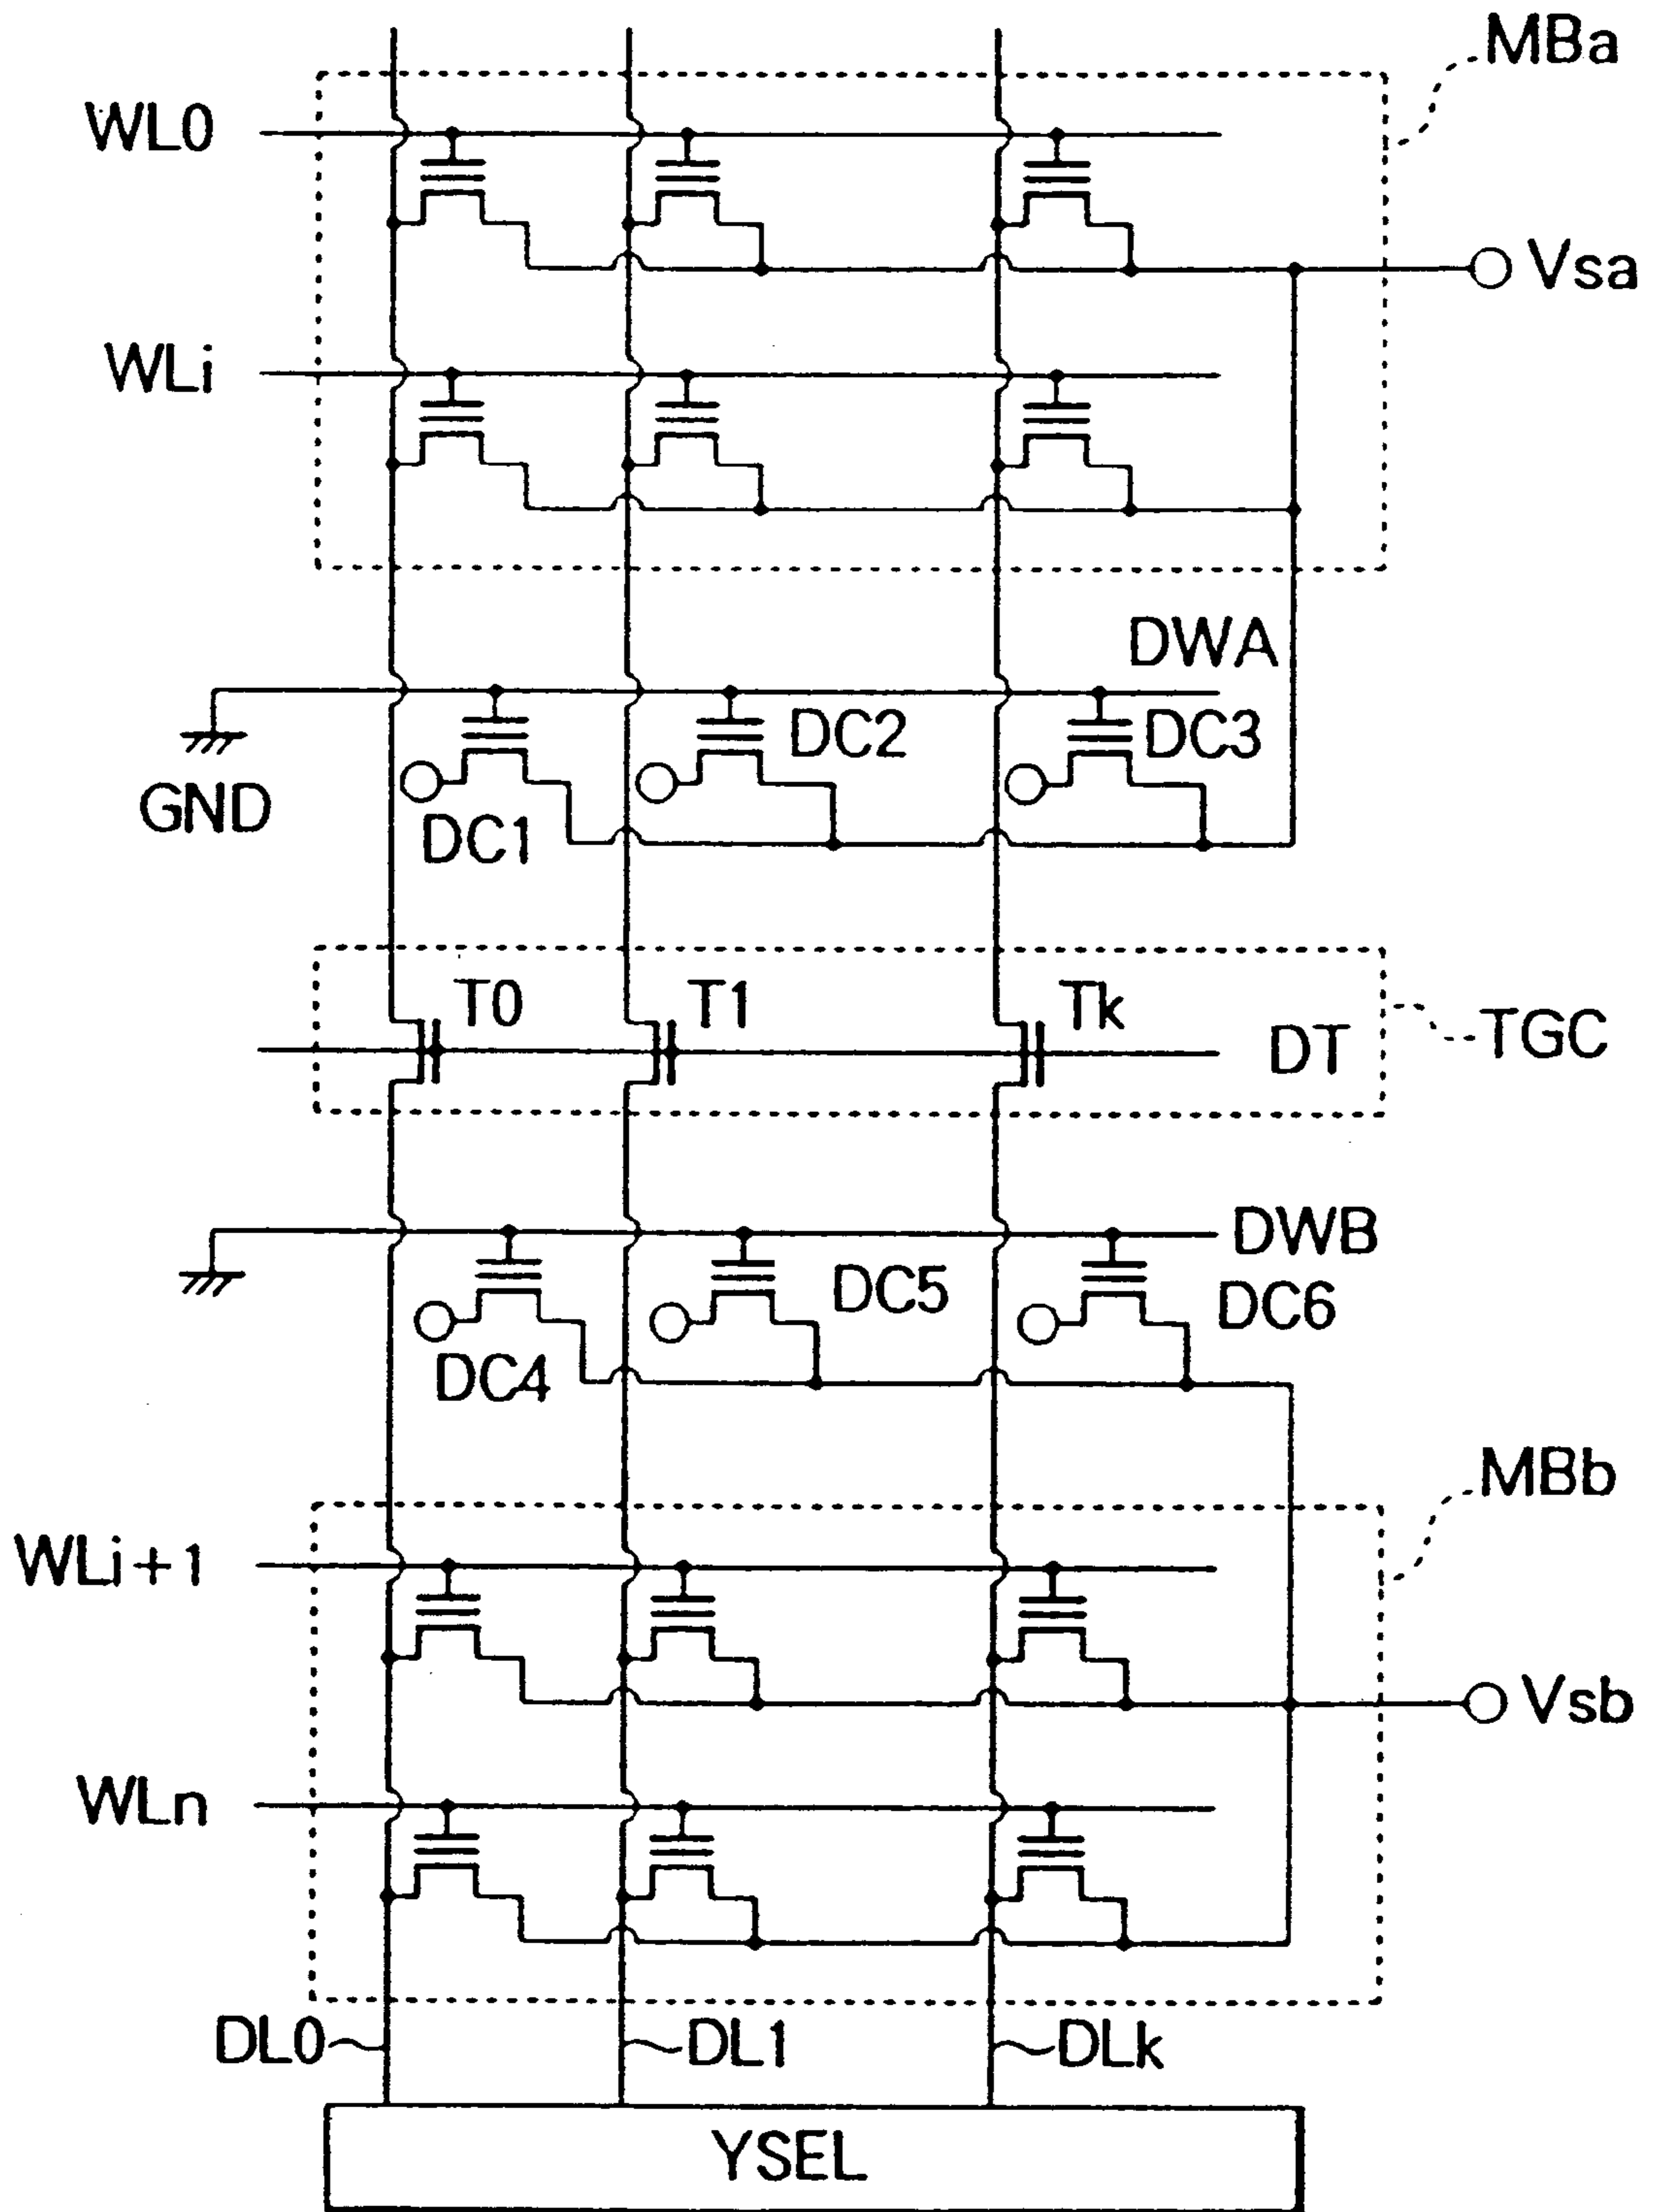 MBa
WL0
Vsa
WLi
DWA
DC2
DC3
GND
DC1
T0
T1
Tk
DT
TGC
DWB
DC5
DC6
DC4
MBb
WLi+1
Vsb
WLn
DL0
DL1
DLk
YSEL